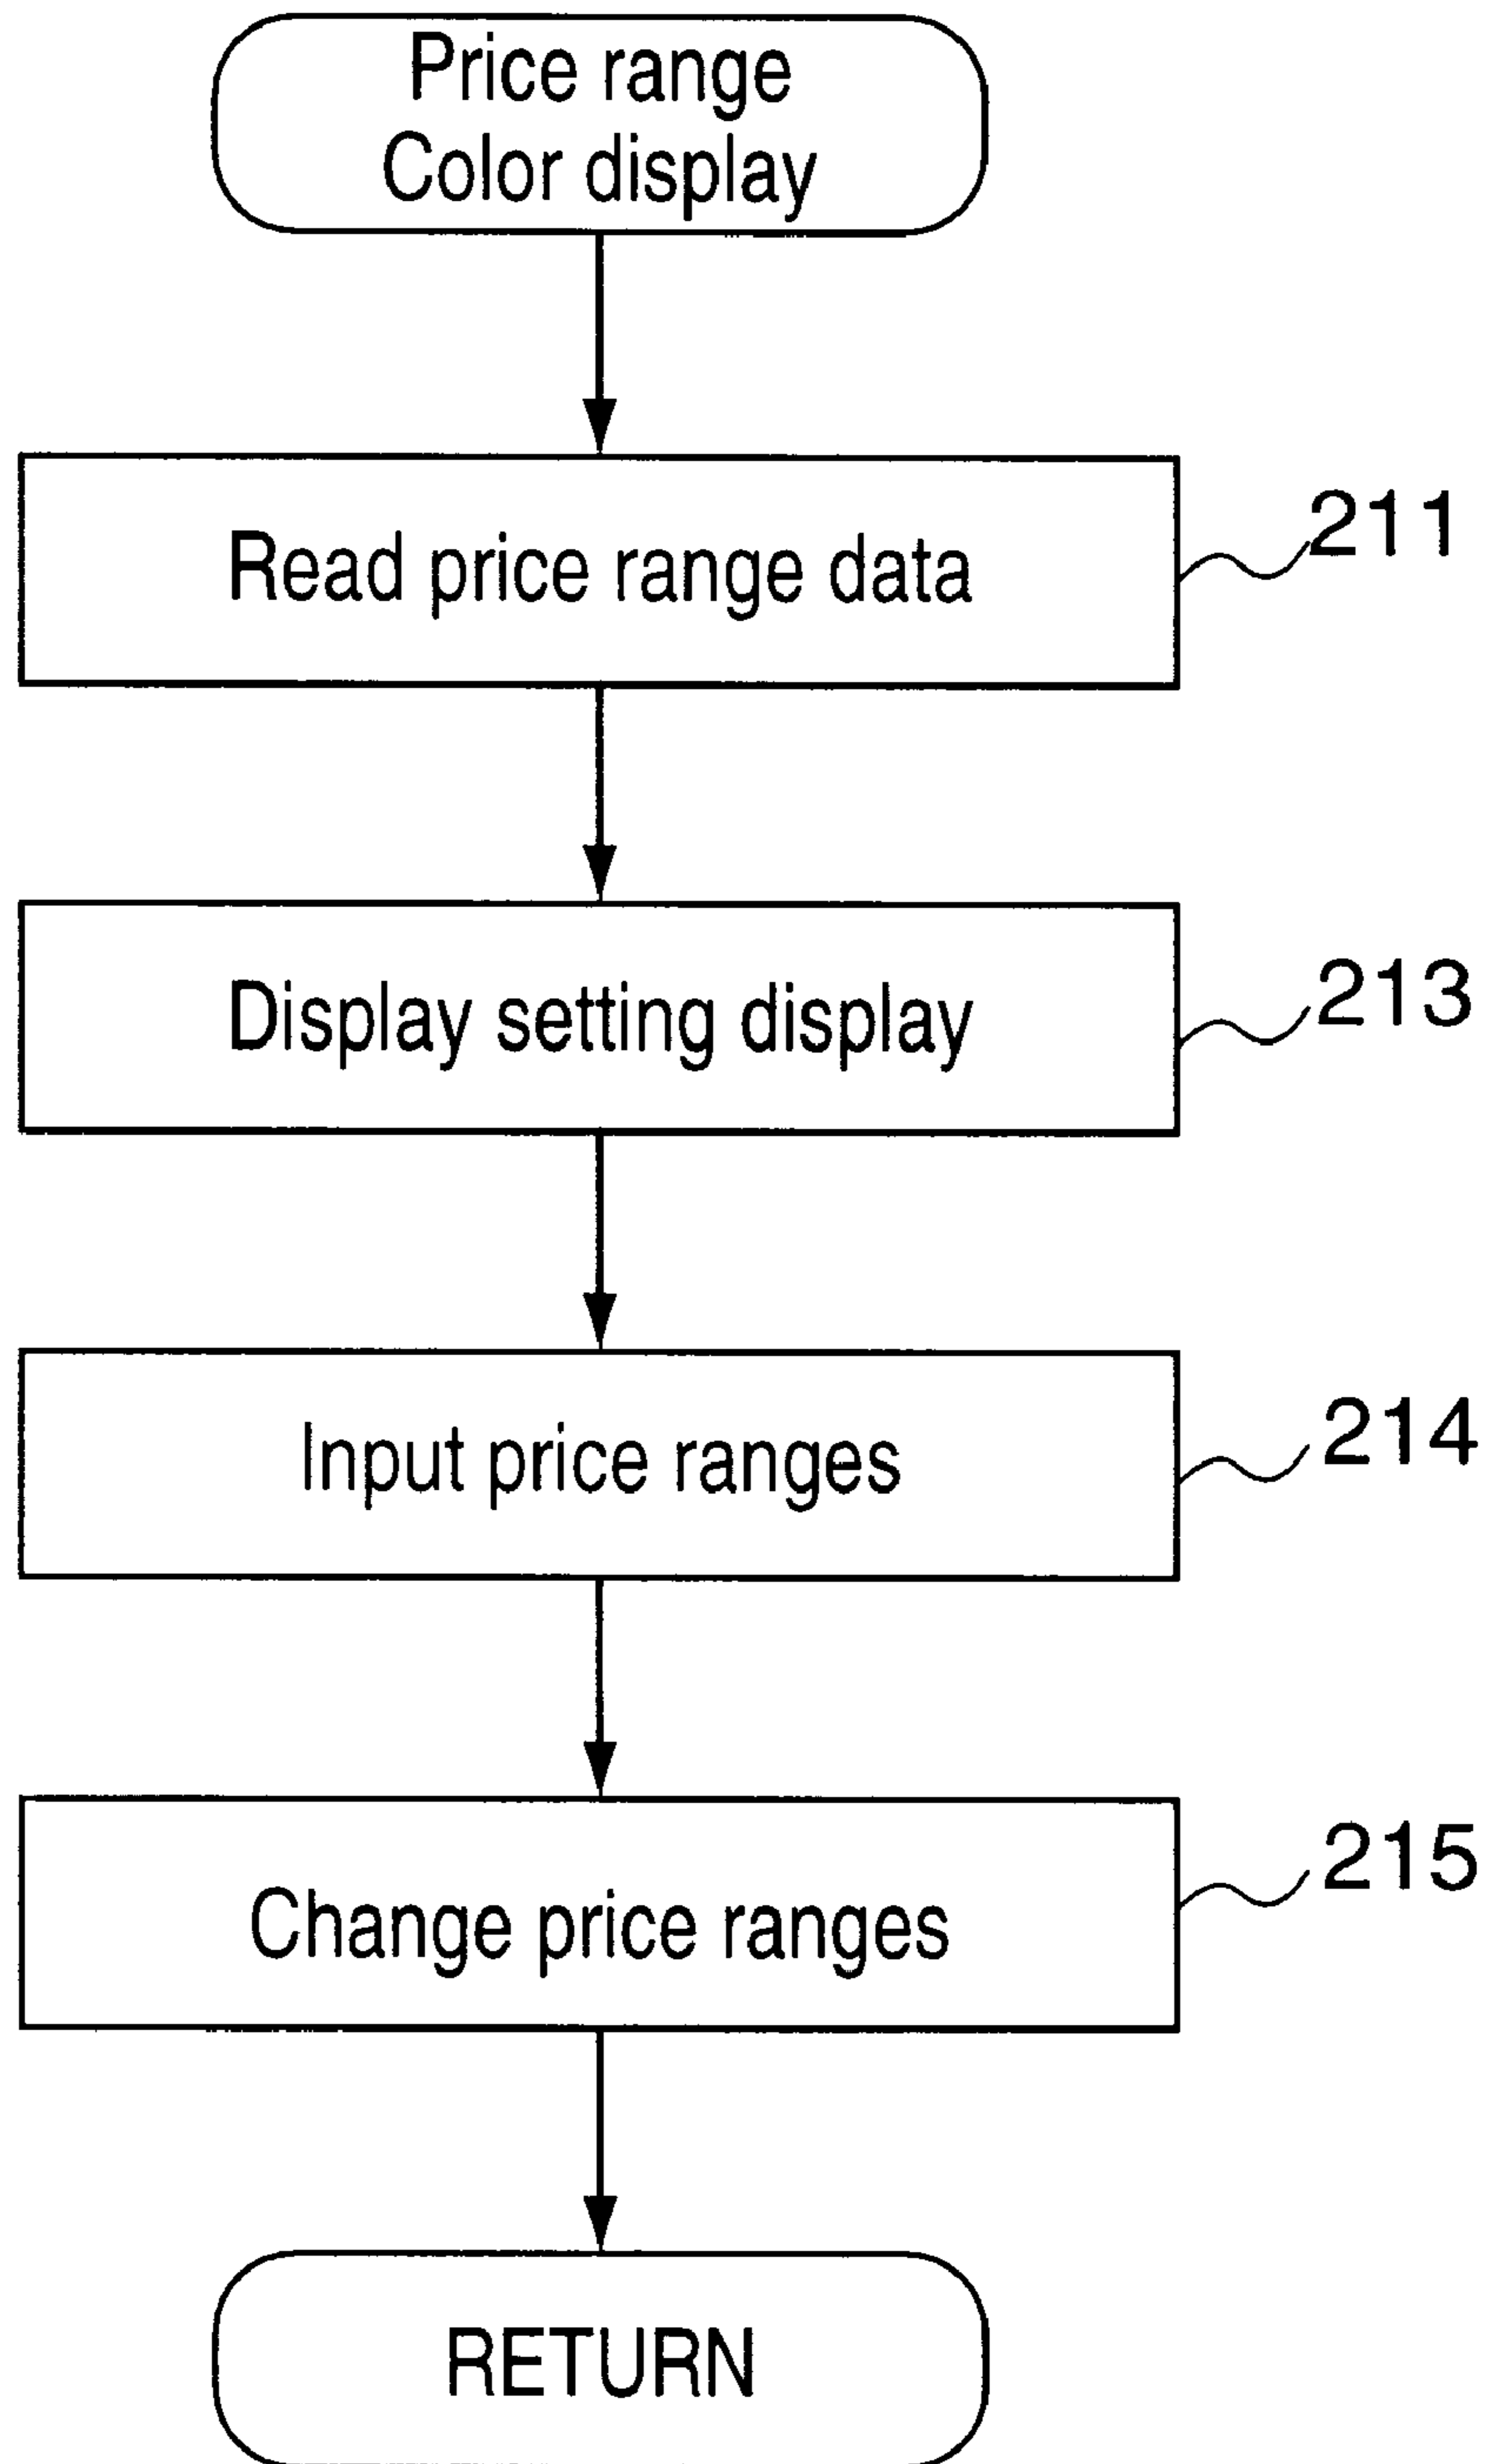 Price range
Color display
Read price range data
211
Display setting display
213
Input price ranges
214
Change price ranges
215
RETURN